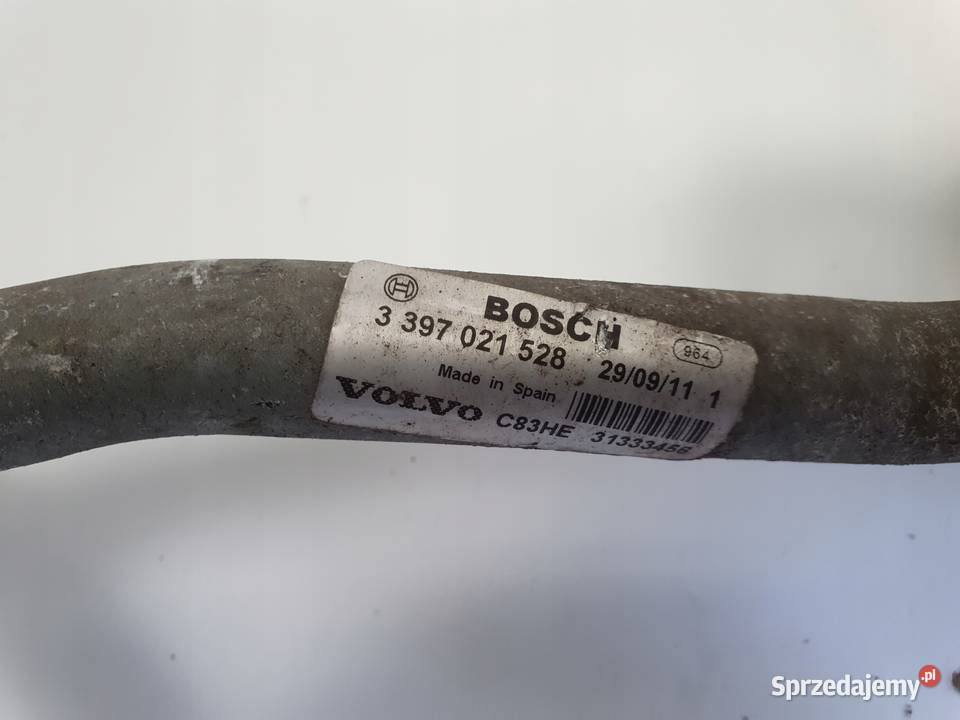 BOSCH
3 397 021 528 29/09/11 1
964
Made in Spain
VOLVO C83HE 31333456
Sprzedajemy.pl